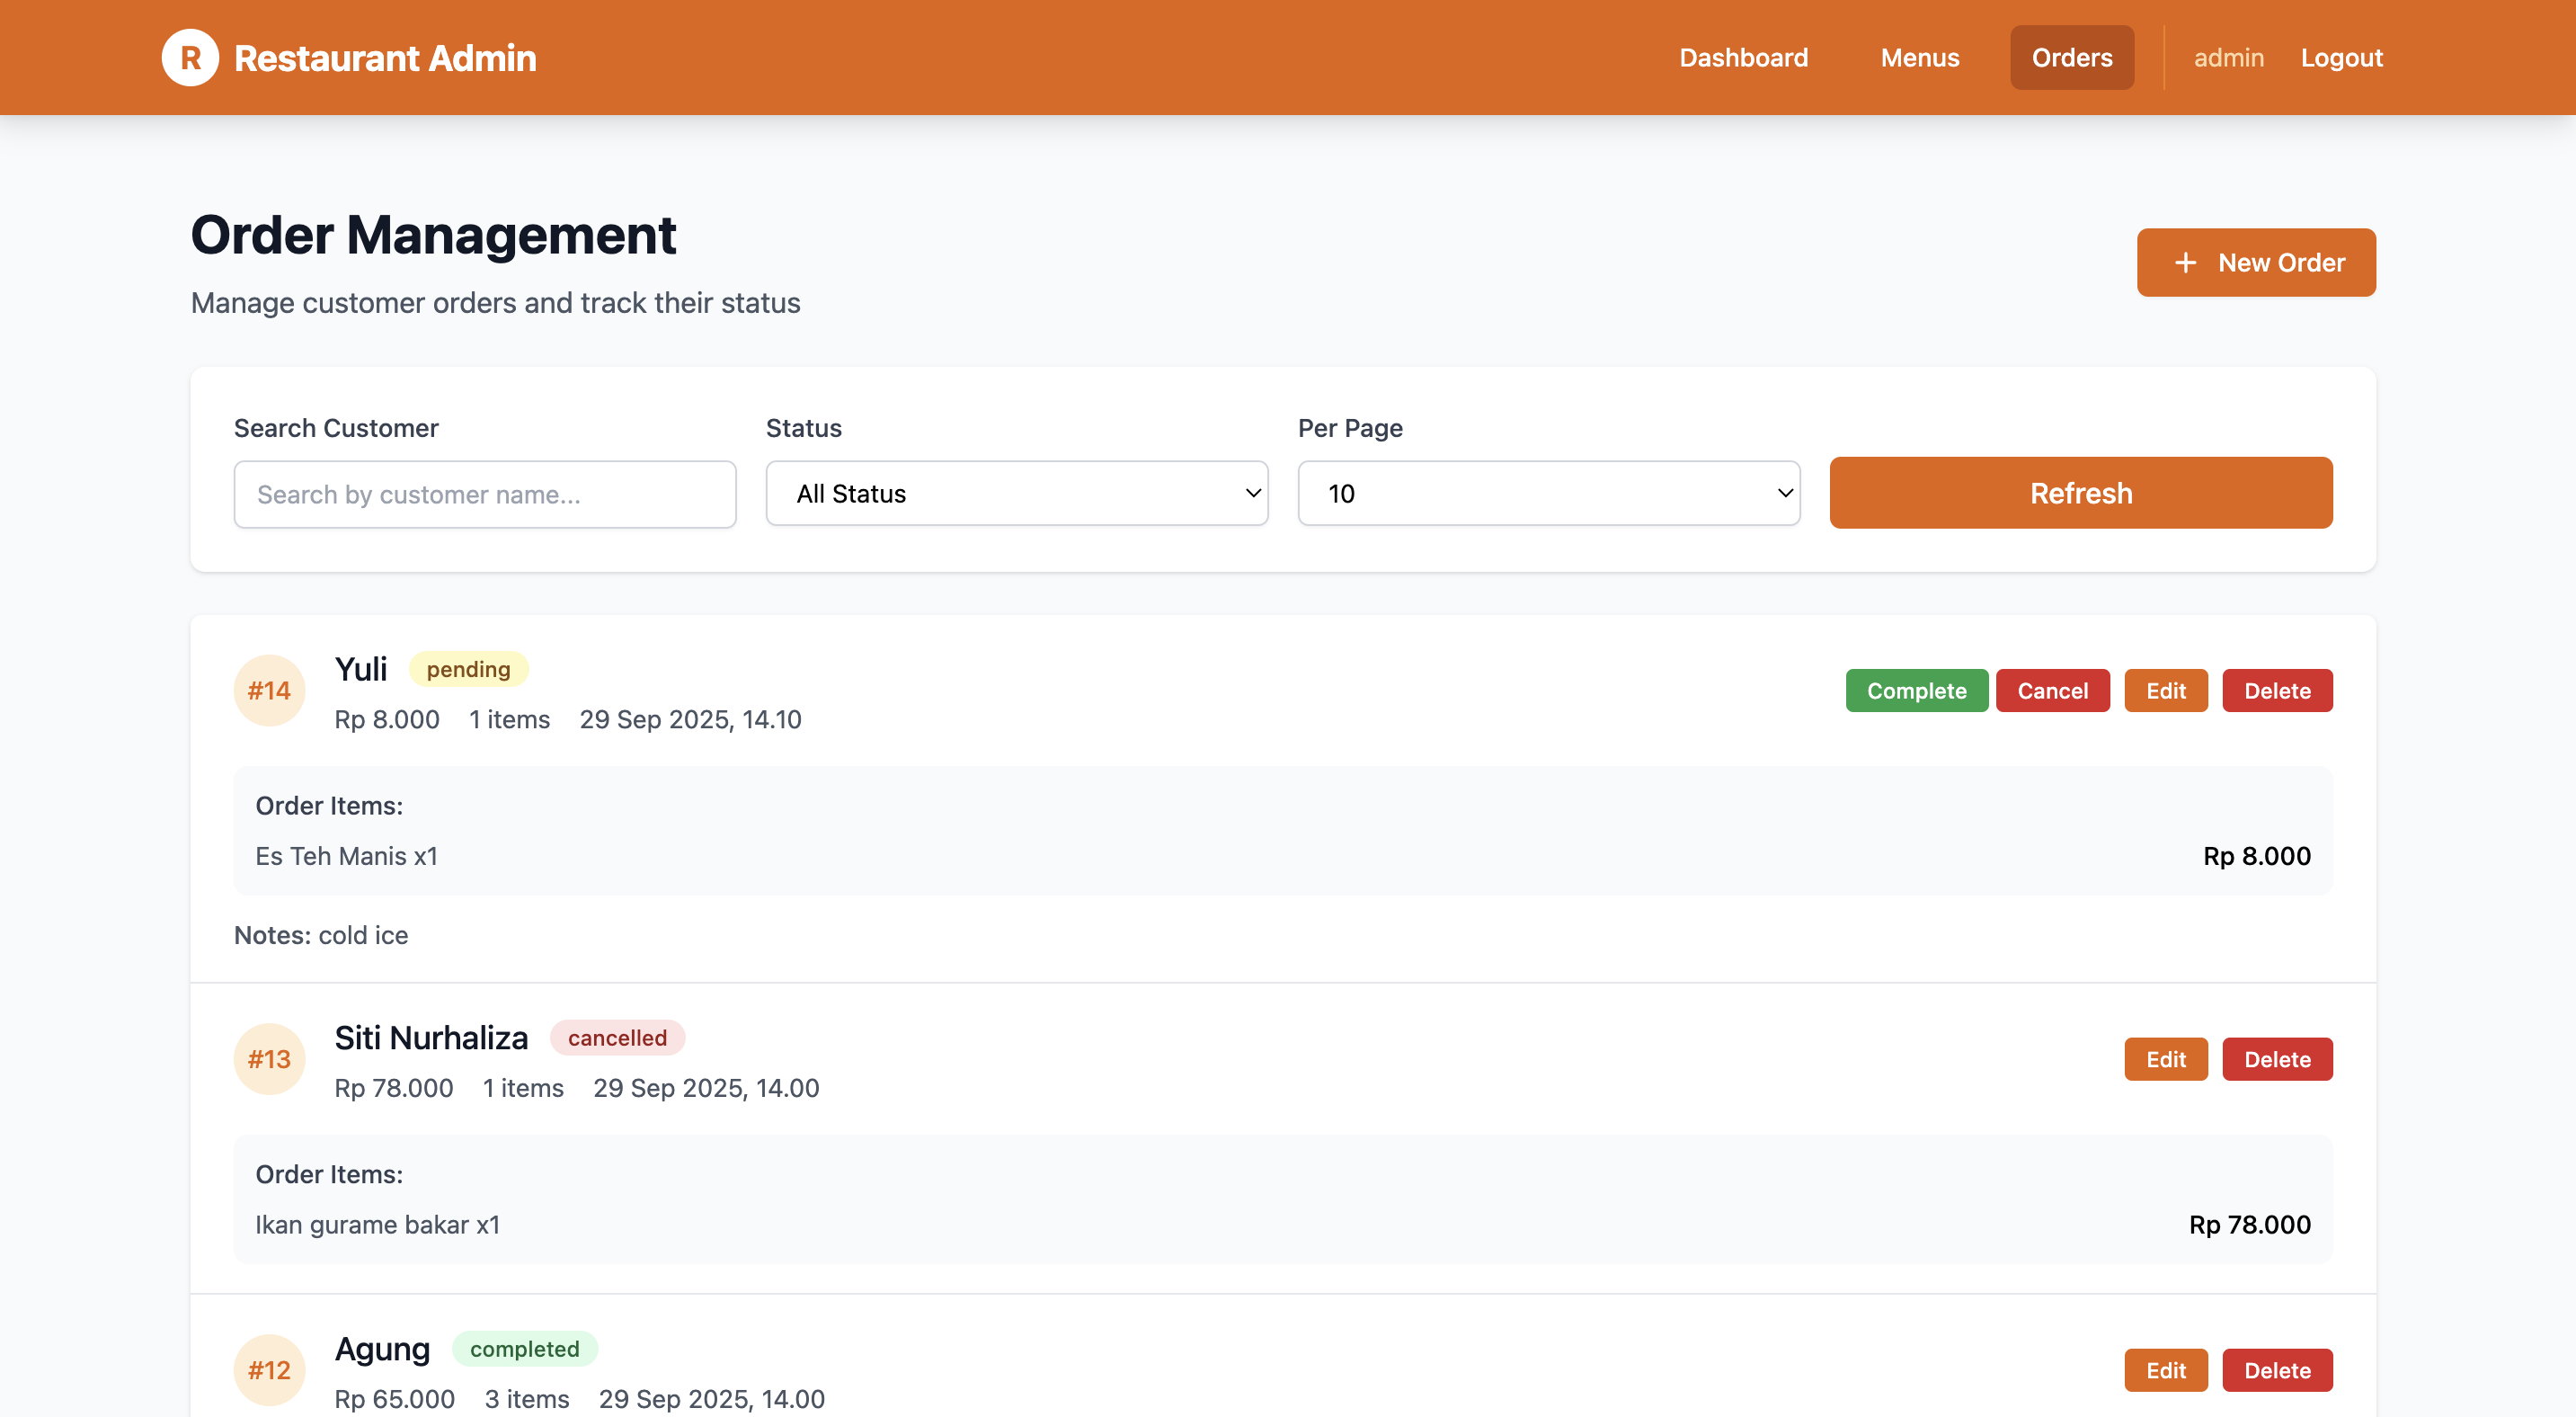 R Restaurant Admin Dashboard Menus Orders admin Logout
Order Management
Manage customer orders and track their status
+ New Order
Search Customer Status Per Page
Search by customer name... All Status 10 Refresh
#14 Yuli pending
Rp 8.000 1 items 29 Sep 2025, 14.10
Complete Cancel Edit Delete
Order Items:
Es Teh Manis x1 Rp 8.000
Notes: cold ice
#13 Siti Nurhaliza cancelled
Rp 78.000 1 items 29 Sep 2025, 14.00
Edit Delete
Order Items:
Ikan gurame bakar x1 Rp 78.000
#12 Agung completed
Rp 65.000 3 items 29 Sep 2025, 14.00
Edit Delete